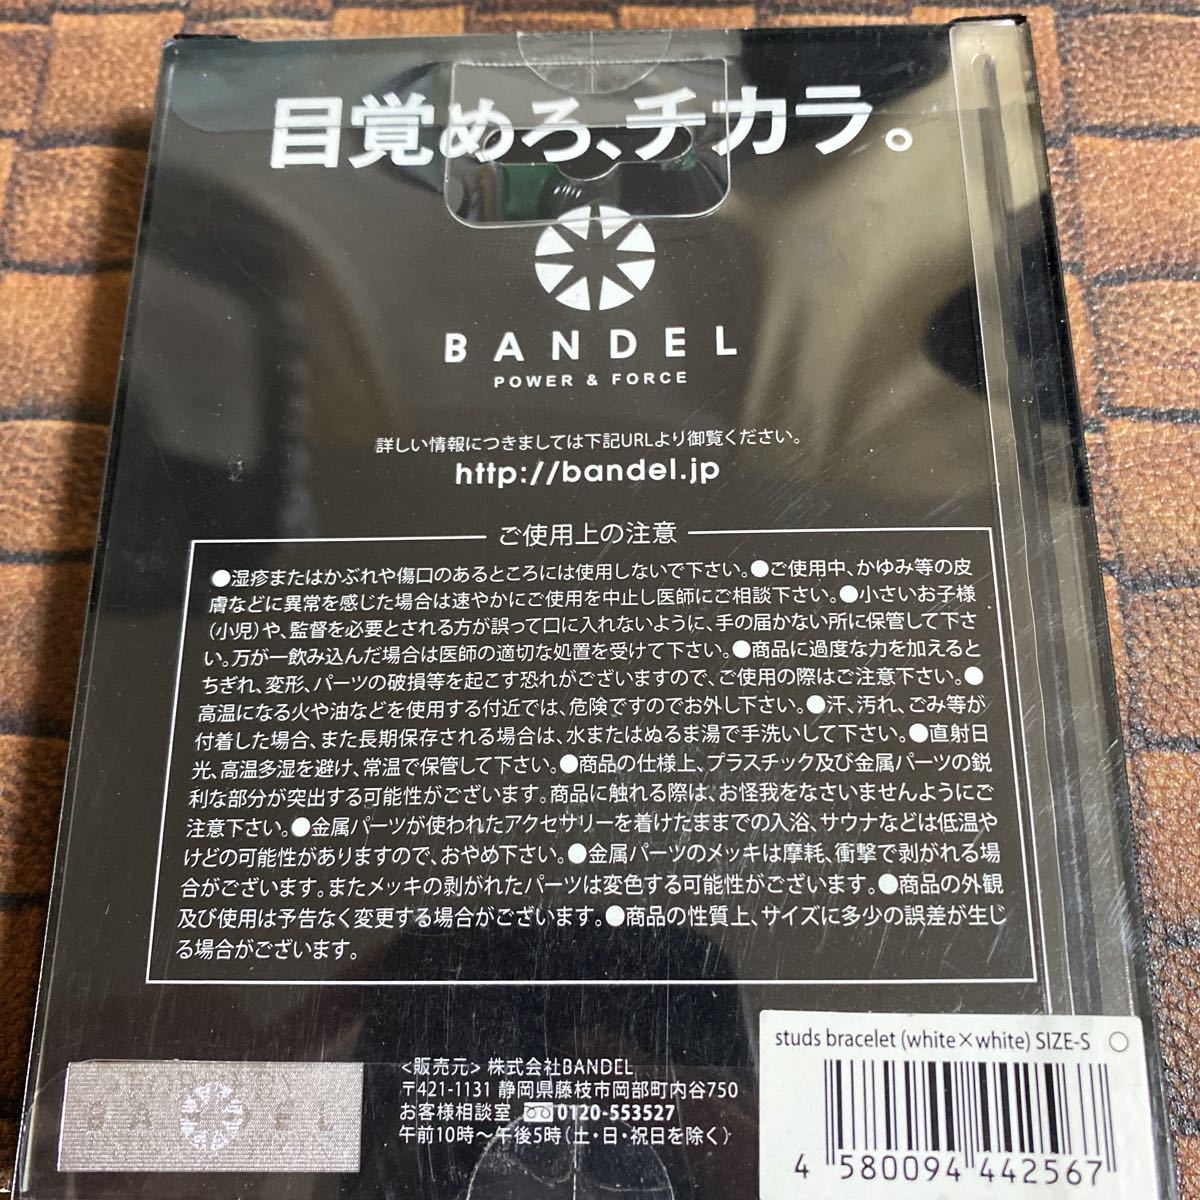 目覚めろ、チカラ。
BANDEL
POWER & FORCE
詳しい情報につきましては下記URLより御覧ください。
http://bandel.jp
ご使用上の注意
●湿疹またはかぶれや傷口のあるところには使用しないで下さい。●ご使用中、かゆみ等の皮
膚などに異常を感じた場合は速やかにご使用を中止し医師にご相談下さい。●小さいお子様
(小児)や、監督を必要とされる方が誤って口に入れないように、手の届かない所に保管して下さ
い。万が一飲み込んだ場合は医師の適切な処置を受けて下さい。●商品に過度な力を加えると
ちぎれ、変形、パーツの破損等を起こす恐れがございますので、ご使用の際はご注意下さい。●
高温になる火や油などを使用する付近では、危険ですのでお外し下さい。●汗、汚れ、ごみ等が
付着した場合、また長期保存される場合は、水またはぬるま湯で手洗いして下さい。●直射日
光、高温多湿を避け、常温で保管して下さい。●商品の仕様上、プラスチック及び金属パーツの鋭
利な部分が突出する可能性がございます。商品に触れる際は、お怪我をなさいませんようにご
注意下さい。●金属パーツが使われたアクセサリーを着けたままでの入浴、サウナなどは低温や
けどの可能性がありますので、おやめ下さい。●金属パーツのメッキは摩耗、衝撃で剥がれる場
合がございます。またメッキの剥がれたパーツは変色する可能性がございます。●商品の外観
及び使用は予告なく変更する場合がございます。●商品の性質上、サイズに多少の誤差が生じ
る場合がございます。
BANDEL
<販売元> 株式会社BANDEL
〒421-1131 静岡県藤枝市岡部町内谷750
お客様相談室 0120-553527
午前10時〜午後5時(土・日・祝日を除く)
studs bracelet (white×white) SIZE-S
4 580094 442567